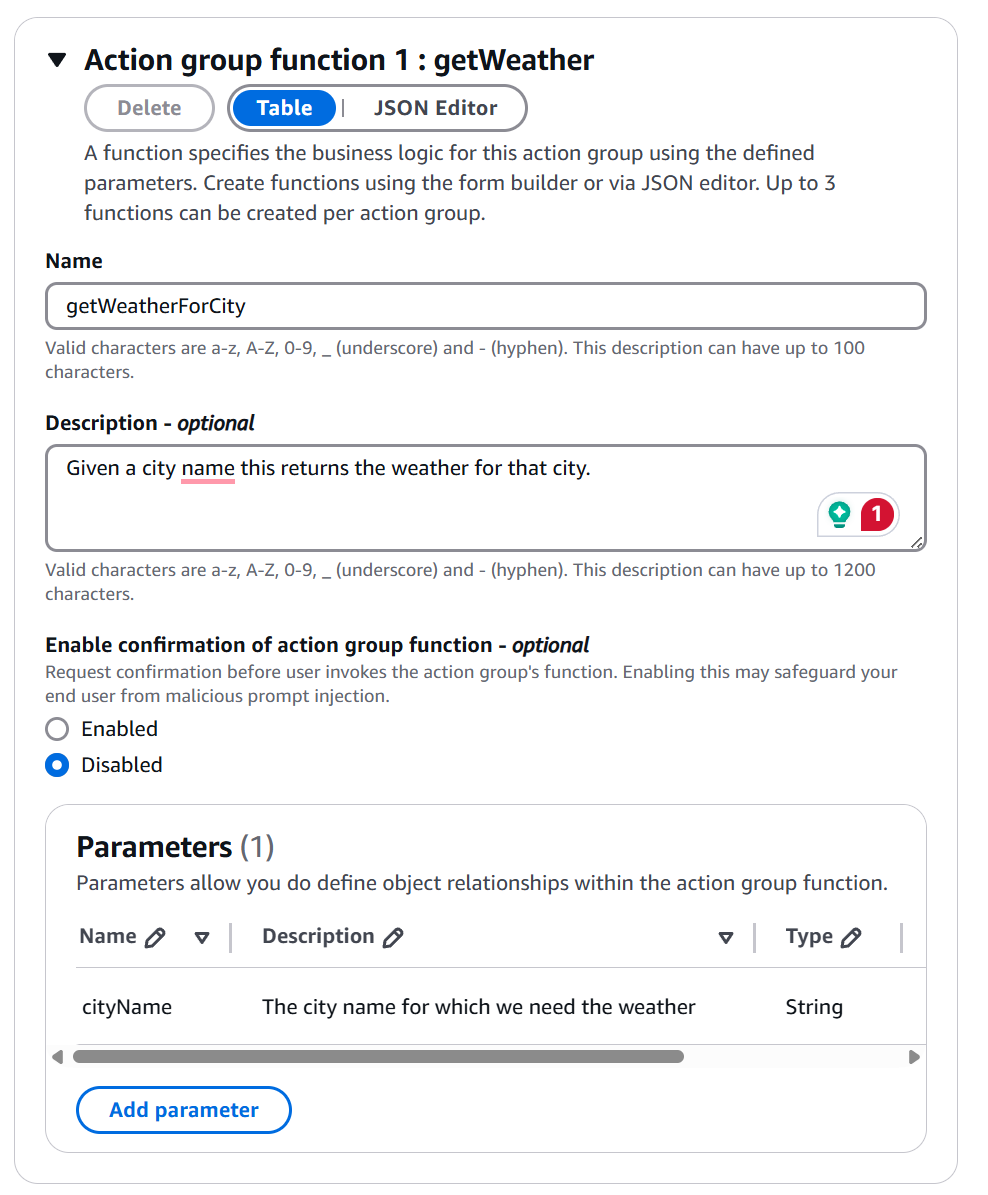 Action group function 1 : getWeather
Delete Table | JSON Editor
A function specifies the business logic for this action group using the defined
parameters. Create functions using the form builder or via JSON editor. Up to 3
functions can be created per action group.
Name
getWeatherForCity
Valid characters are a-z, A-Z, 0-9, _ (underscore) and - (hyphen). This description can have up to 100
characters.
Description - optional
Given a city name this returns the weather for that city.
1
Valid characters are a-z, A-Z, 0-9, _ (underscore) and - (hyphen). This description can have up to 1200
characters.
Enable confirmation of action group function - optional
Request confirmation before user invokes the action group's function. Enabling this may safeguard your
end user from malicious prompt injection.
Enabled
Disabled
Parameters (1)
Parameters allow you do define object relationships within the action group function.
Name Description Type
cityName The city name for which we need the weather String
Add parameter